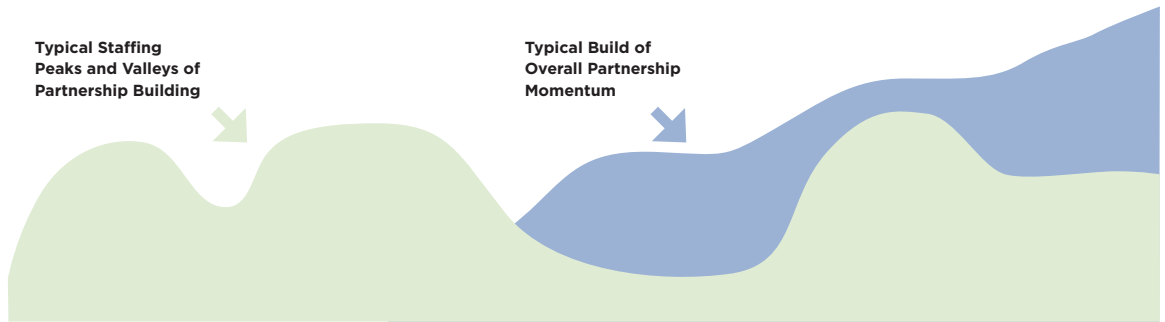 Typical Staffing
Peaks and Valleys of
Partnership Building
Typical Build of
Overall Partnership
Momentum